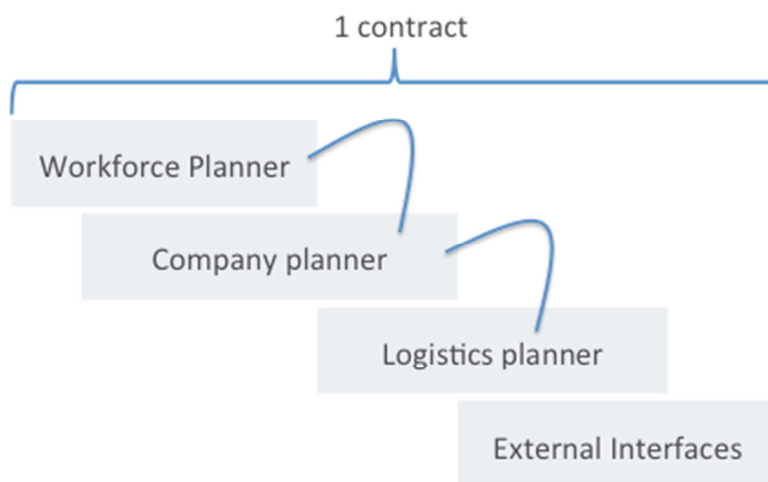 1 contract
Workforce Planner
Company planner
Logistics planner
External Interfaces